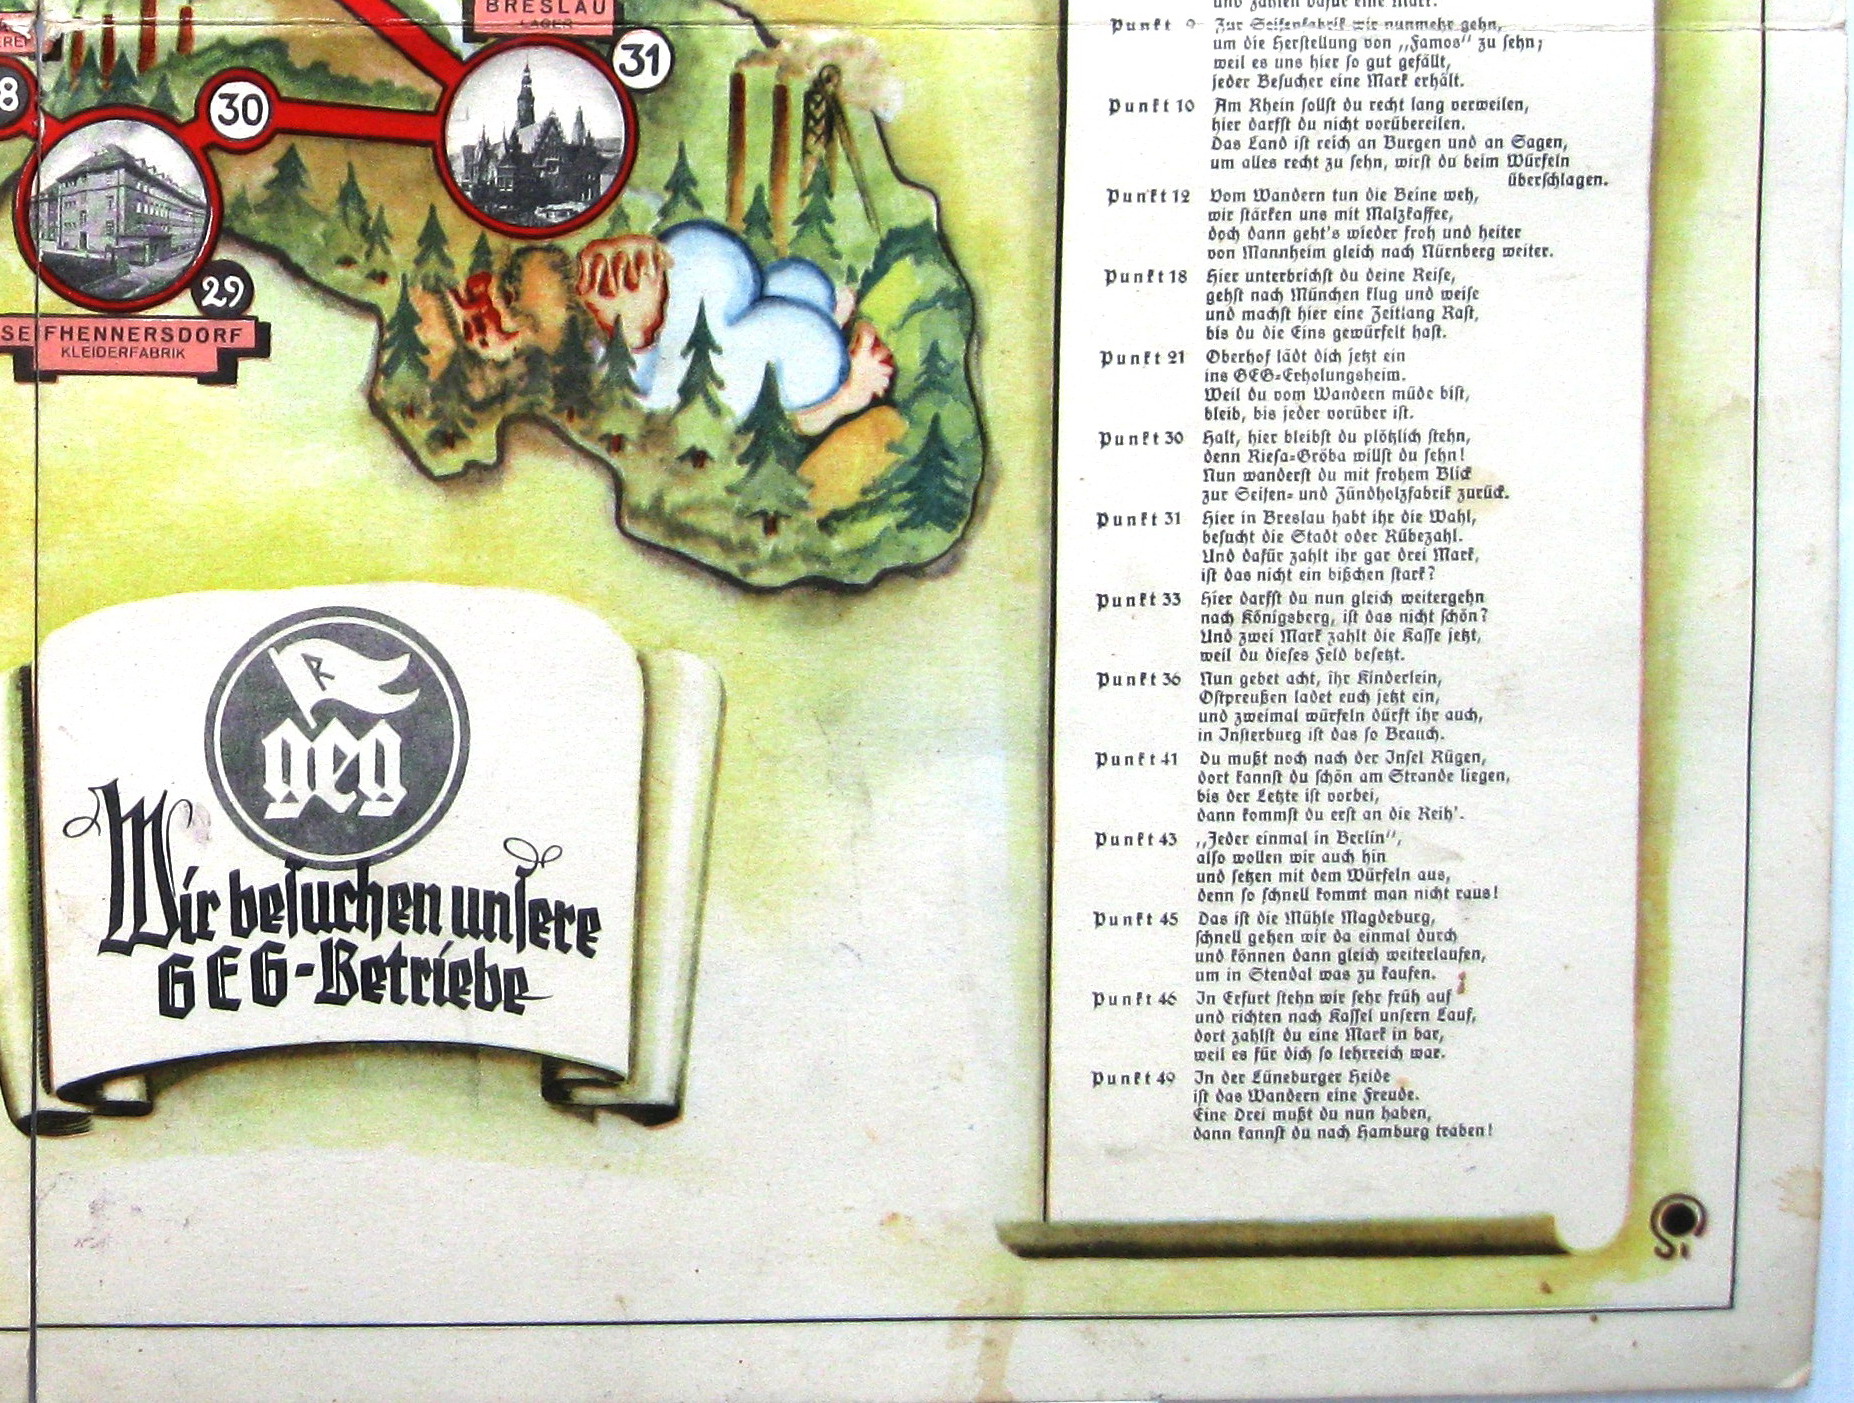 BRESLAU
LAGER
31
30
29
SEIFHENNERSDORF
KLEIDERFABRIK
R
geg
Wir besuchen unsere
GEG-Betriebe
und zahlen dafür eine Mark.
Punkt 9 Zur Seifenfabrik wir nunmehr gehn,
um die Herstellung von „Famos“ zu sehn;
weil es uns hier so gut gefällt,
jeder Besucher eine Mark erhält.
Punkt 10 Am Rhein sollst du recht lang verweilen,
hier darfst du nicht vorübereilen.
Das Land ist reich an Burgen und an Sagen,
um alles recht zu sehn, wirst du beim Würfeln
überschlagen.
Punkt 12 Vom Wandern tun die Beine weh,
wir stärken uns mit Malzkaffee,
doch dann geht's wieder froh und heiter
von Mannheim gleich nach Nürnberg weiter.
Punkt 18 Hier unterbrichst du deine Reise,
gehst nach München klug und weise
und machst hier eine Zeitlang Rast,
bis du die Eins gewürfelt hast.
Punkt 21 Oberhof lädt dich jetzt ein
ins GEG=Erholungsheim.
Weil du vom Wandern müde bist,
bleib, bis jeder vorüber ist.
Punkt 30 Halt, hier bleibst du plötzlich stehn,
denn Riesa=Gröba willst du sehn!
Nun wanderst du mit frohem Blick
zur Seifen= und Zündholzfabrik zurück.
Punkt 31 Hier in Breslau habt ihr die Wahl,
besucht die Stadt oder Rübezahl.
Und dafür zahlt ihr gar drei Mark,
ist das nicht ein bißchen stark?
Punkt 33 Hier darfst du nun gleich weitergehn
nach Königsberg, ist das nicht schön?
Und zwei Mark zahlt die Kasse jetzt,
weil du dieses Feld besetzt.
Punkt 36 Nun gebet acht, ihr Kinderlein,
Ostpreußen ladet euch jetzt ein,
und zweimal würfeln dürft ihr auch,
in Insterburg ist das so Brauch.
Punkt 41 Du mußt noch nach der Insel Rügen,
dort kannst du schön am Strande liegen,
bis der Letzte ist vorbei,
dann kommst du erst an die Reih'.
Punkt 43 „Jeder einmal in Berlin“,
also wollen wir auch hin
und setzen mit dem Würfeln aus,
denn so schnell kommt man nicht raus!
Punkt 45 Das ist die Mühle Magdeburg,
schnell gehen wir da einmal durch
und können dann gleich weiterlaufen,
um in Stendal was zu kaufen.
Punkt 46 In Erfurt stehn wir sehr früh auf
und richten nach Kassel unsern Lauf,
dort zahlst du eine Mark in bar,
weil es für dich so lehrreich war.
Punkt 49 In der Lüneburger Heide
ist das Wandern eine Freude.
Eine Drei mußt du nun haben,
dann kannst du nach Hamburg traben!